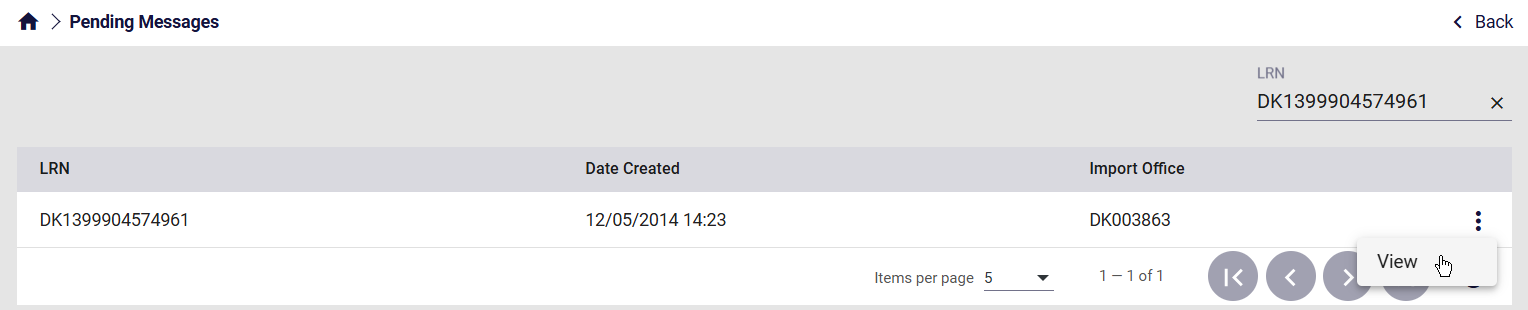 Pending Messages
Back
LRN
DK1399904574961
LRN Date Created Import Office
DK1399904574961 12/05/2014 14:23 DK003863
View
Items per page 5 1 – 1 of 1